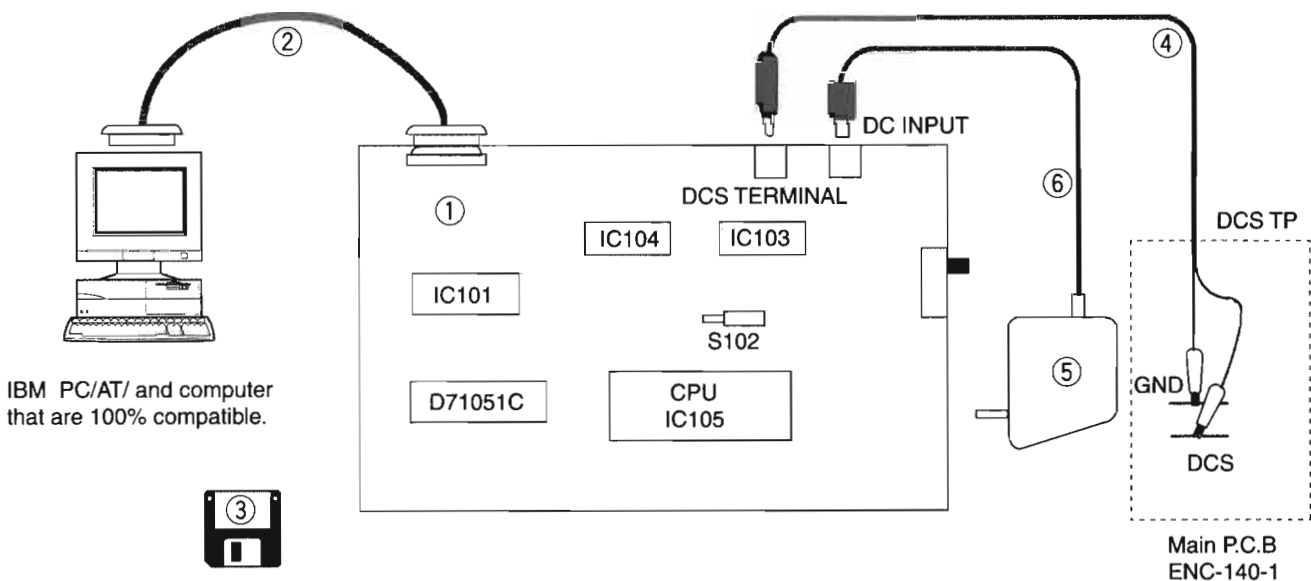 ②
④
DC INPUT
DCS TERMINAL
①
⑥
DCS TP
IC104
IC103
IC101
S102
⑤
GND
IBM PC/AT/ and computer
that are 100% compatible.
D71051C
CPU
IC105
DCS
③
Main P.C.B
ENC-140-1